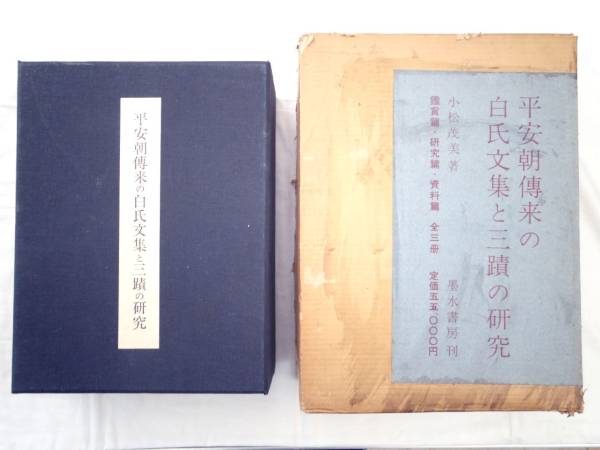 平安朝傳来の白氏文集と三蹟の研究
平安朝傳来の
白氏文集と三蹟の研究
小松茂美著 墨水書房刊
鑑賞篇・研究篇・資料篇 全三册 定価五五、〇〇〇円